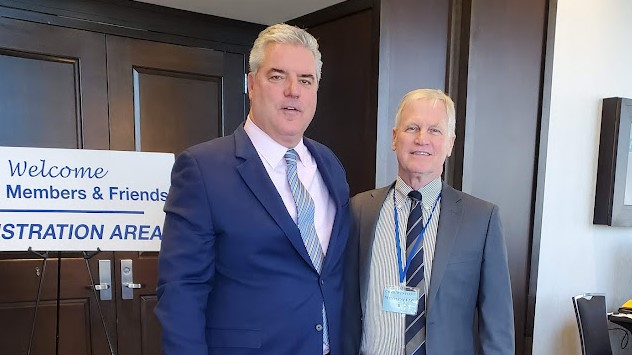 Welcome
Members & Friends
ISTRATION AREA